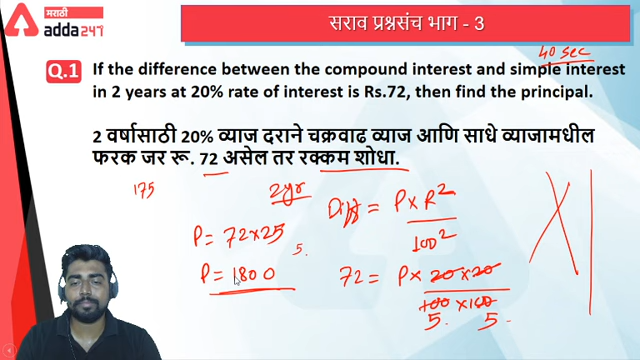 मराठी
adda247
सराव प्रश्नसंच भाग - 3
40 sec
Q.1 If the difference between the compound interest and simple interest
in 2 years at 20% rate of interest is Rs.72, then find the principal.
2 वर्षासाठी 20% व्याज दराने चक्रवाढ व्याज आणि साधे व्याजामधील
फरक जर रू. 72 असेल तर रक्कम शोधा.
175
2yr
Diff = P×R²
100²
P = 72×25
5.
P = 1800
72 = P× 20×20
100×100
5. 5.